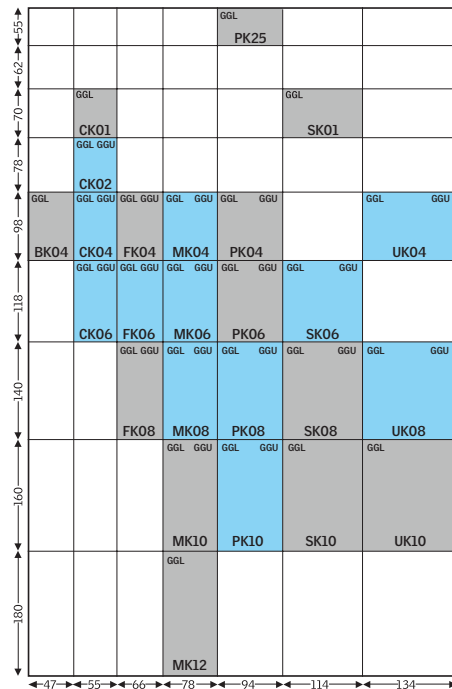 55
GGL
PK25
62
70
GGL
GGL
CK01
SK01
78
GGL GGU
CK02
98
GGL
GGL GGU
GGL GGU
GGL GGU
GGL GGU
GGL GGU
BK04
CK04
FK04
MK04
PK04
UK04
118
GGL GGU
GGL GGU
GGL GGU
GGL GGU
GGL GGU
CK06
FK06
MK06
PK06
SK06
140
GGL GGU
GGL GGU
GGL GGU
GGL GGU
GGL GGU
FK08
MK08
PK08
SK08
UK08
160
GGL GGU
GGL GGU
GGL
GGL
MK10
PK10
SK10
UK10
180
GGL
MK12
47 55 66 78 94 114 134